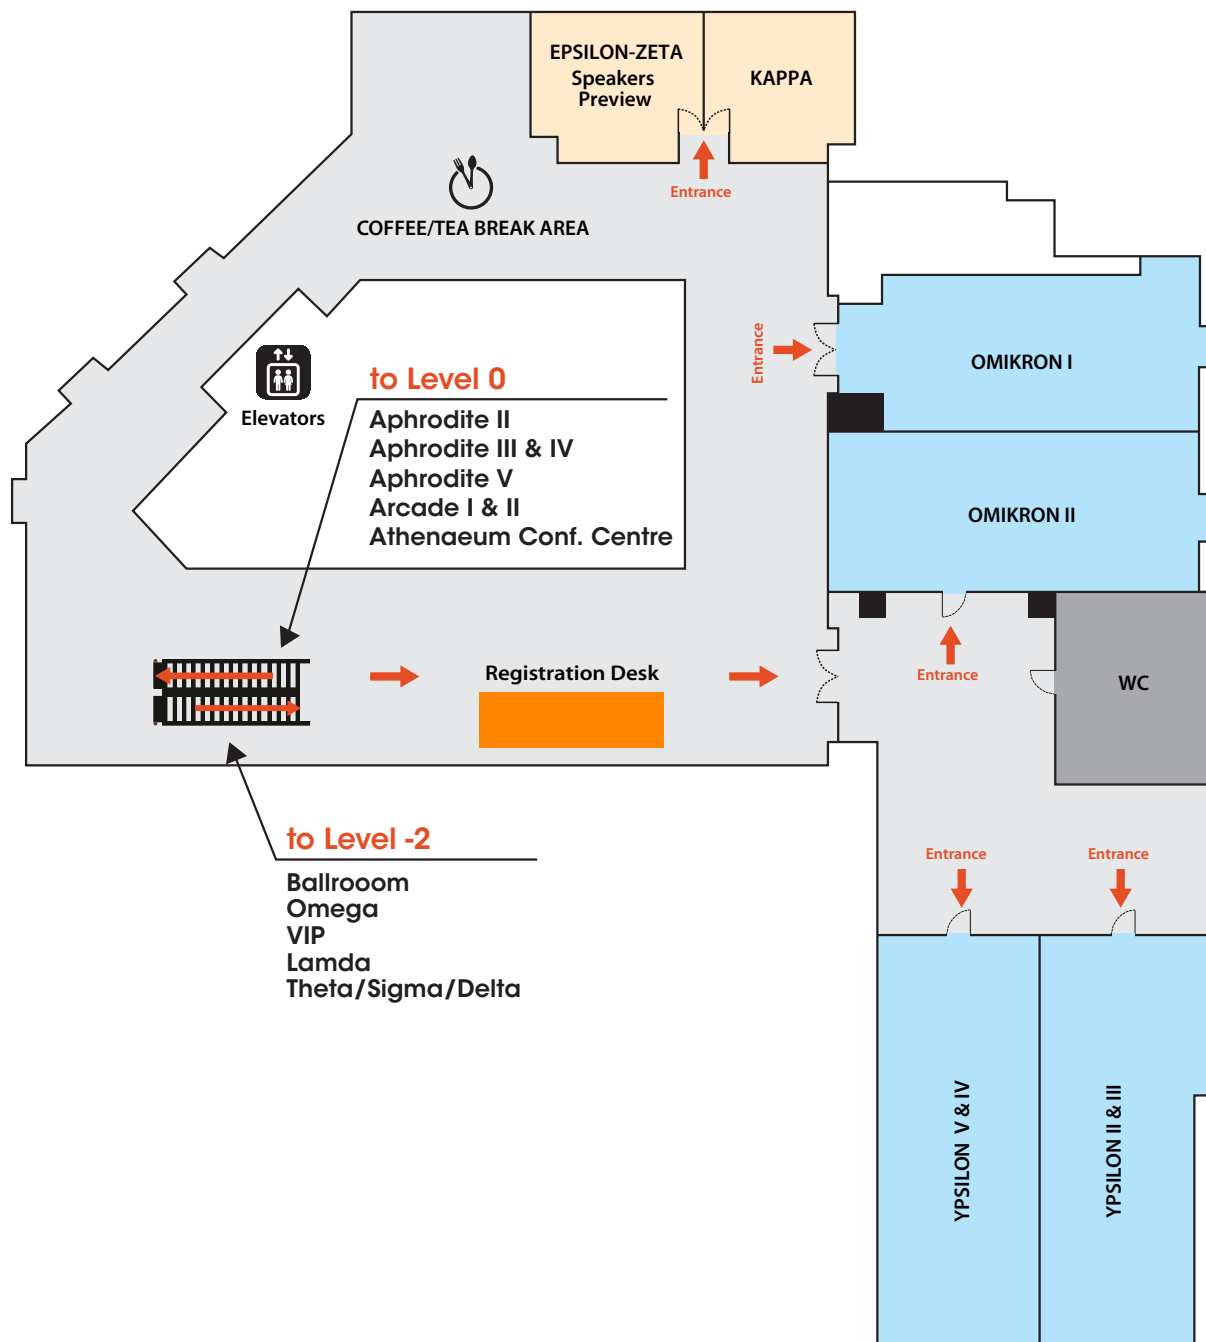 EPSILON-ZETA
Speakers
Preview
KAPPA
Entrance
COFFEE/TEA BREAK AREA
Entrance
OMIKRON I
Elevators
to Level 0
Aphrodite II
Aphrodite III & IV
Aphrodite V
Arcade I & II
Athenaeum Conf. Centre
OMIKRON II
Registration Desk
Entrance
WC
to Level -2
Ballrooom
Omega
VIP
Lamda
Theta/Sigma/Delta
Entrance
Entrance
YPSILON V & IV
YPSILON II & III